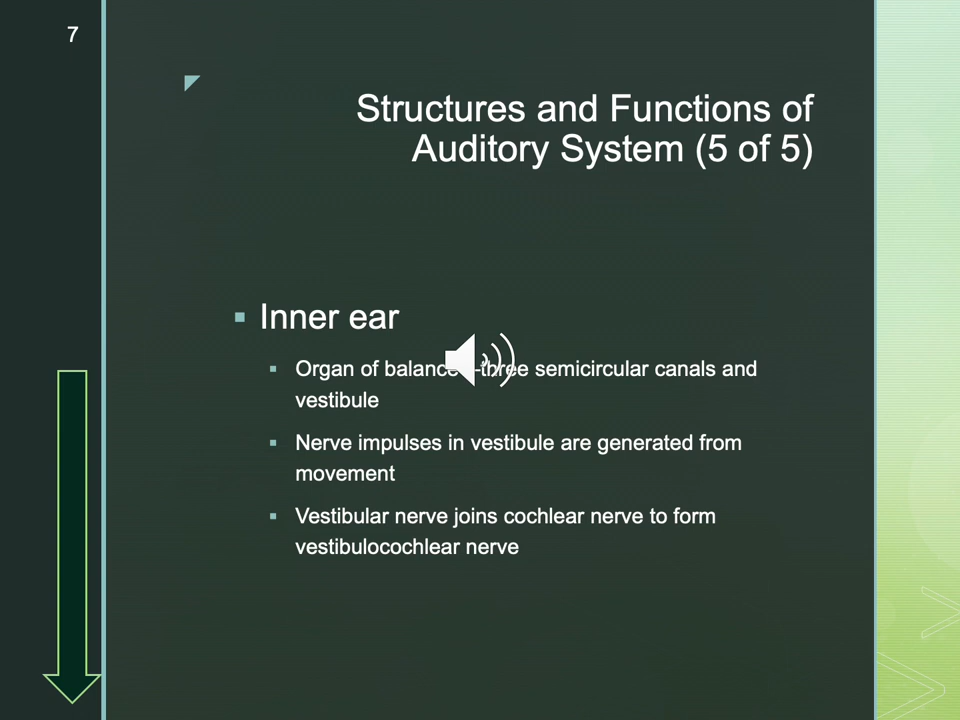 7
Structures and Functions of
Auditory System (5 of 5)
Inner ear
Organ of balance--three semicircular canals and
vestibule
Nerve impulses in vestibule are generated from
movement
Vestibular nerve joins cochlear nerve to form
vestibulocochlear nerve